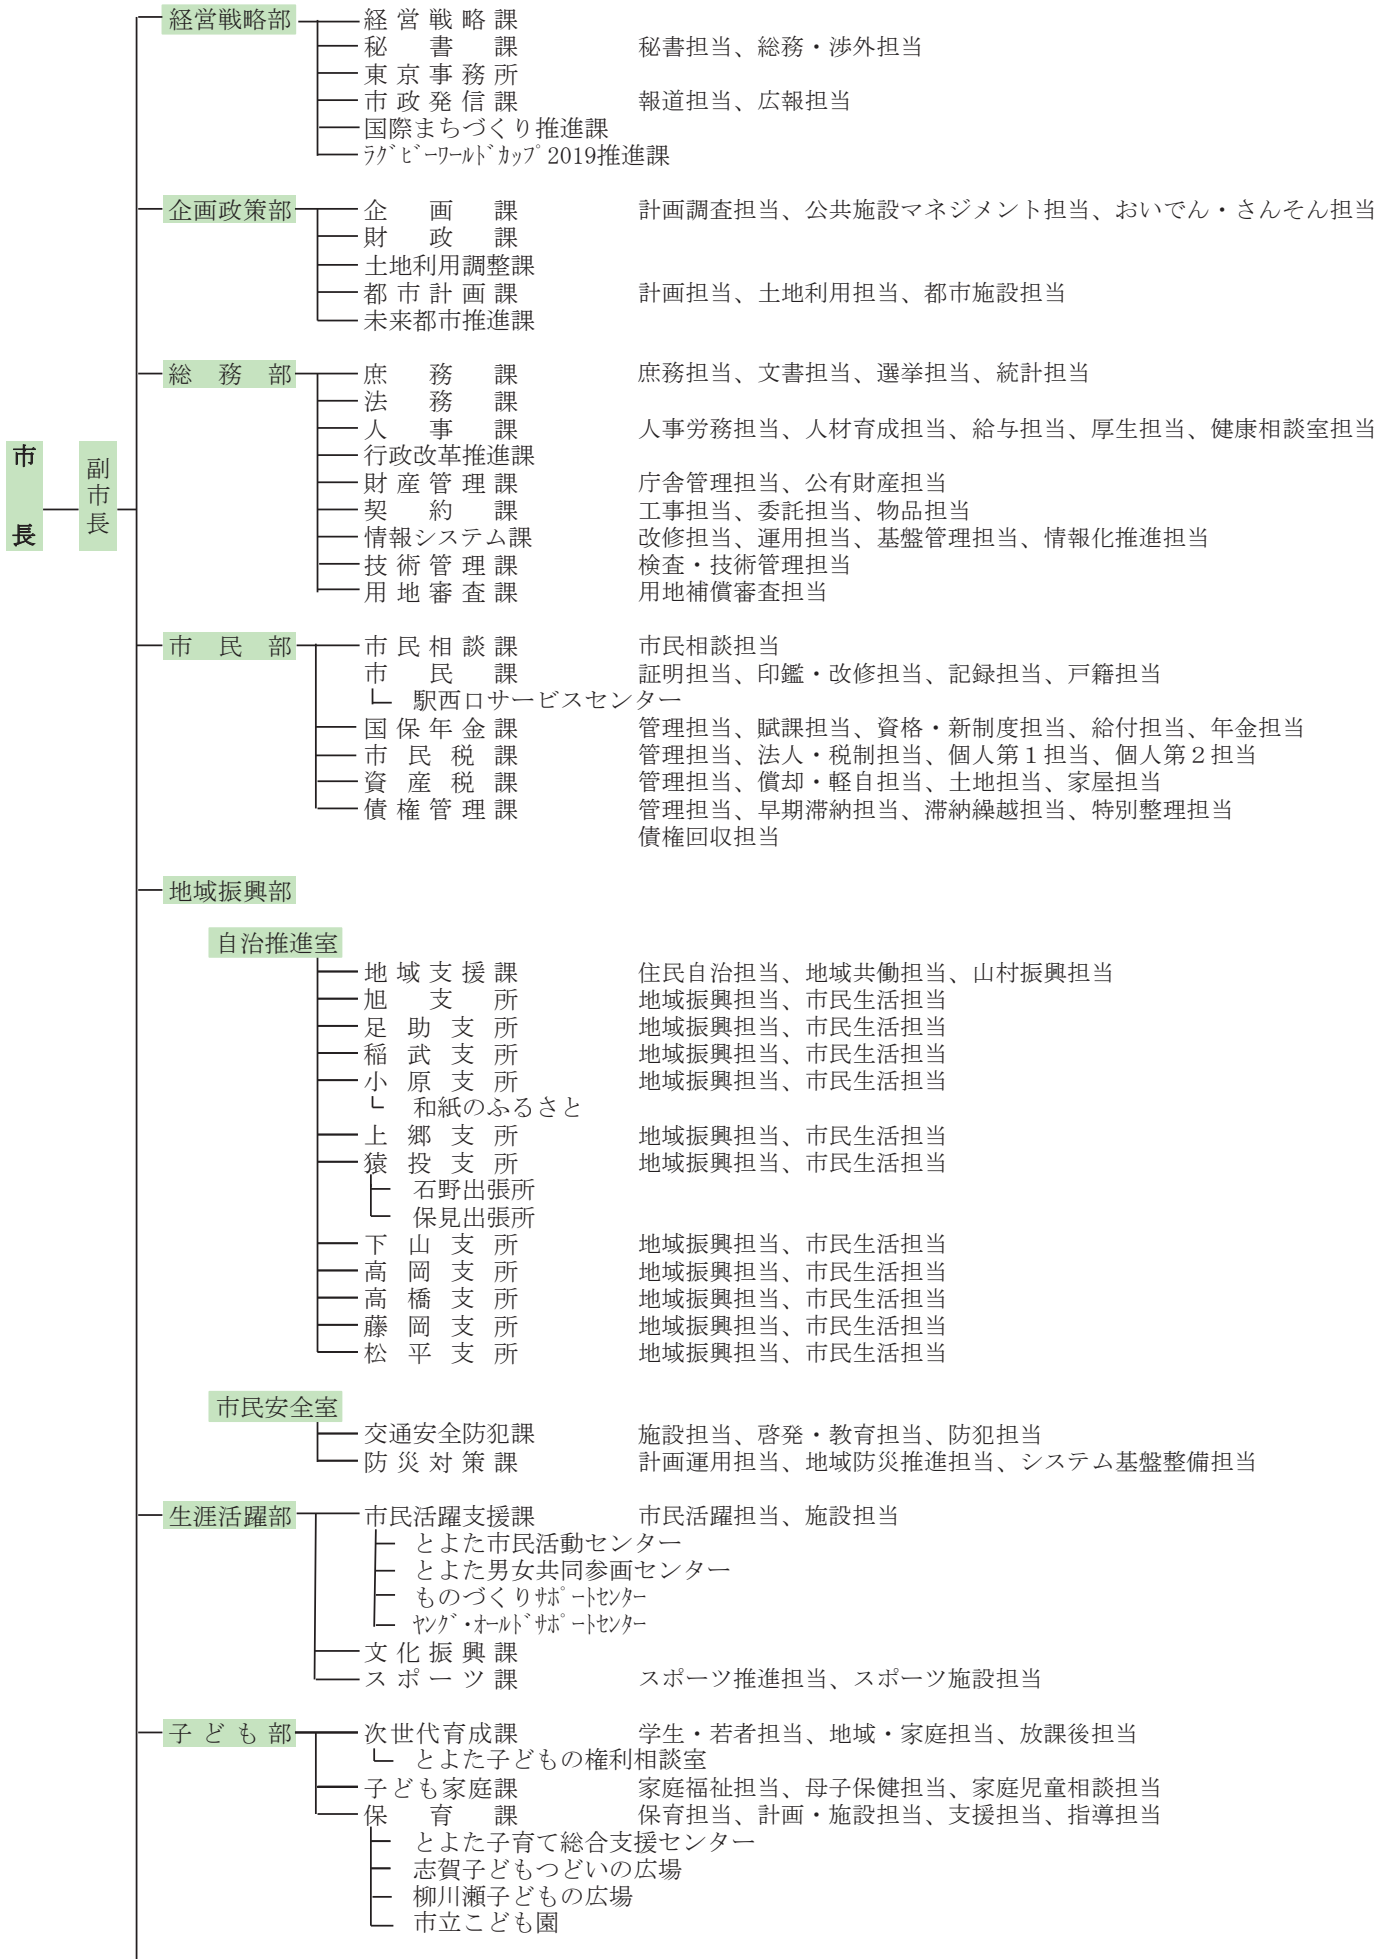 経営戦略部 経営戦略課
秘書課 秘書担当、総務・渉外担当
東京事務所
市政発信課 報道担当、広報担当
国際まちづくり推進課
ﾗｸﾞﾋﾞｰﾜｰﾙﾄﾞｶｯﾌﾟ2019推進課
企画政策部 企画課 計画調査担当、公共施設マネジメント担当、おいでん・さんそん担当
財政課
土地利用調整課
都市計画課 計画担当、土地利用担当、都市施設担当
未来都市推進課
総務部 庶務課 庶務担当、文書担当、選挙担当、統計担当
法務課
人事課 人事労務担当、人材育成担当、給与担当、厚生担当、健康相談室担当
行政改革推進課
市長 副市長
財産管理課 庁舎管理担当、公有財産担当
契約課 工事担当、委託担当、物品担当
情報システム課 改修担当、運用担当、基盤管理担当、情報化推進担当
技術管理課 検査・技術管理担当
用地審査課 用地補償審査担当
市民部 市民相談課 市民相談担当
市民課 証明担当、印鑑・改修担当、記録担当、戸籍担当
駅西口サービスセンター
国保年金課 管理担当、賦課担当、資格・新制度担当、給付担当、年金担当
市民税課 管理担当、法人・税制担当、個人第１担当、個人第２担当
資産税課 管理担当、償却・軽自担当、土地担当、家屋担当
債権管理課 管理担当、早期滞納担当、滞納繰越担当、特別整理担当
債権回収担当
地域振興部
自治推進室
地域支援課 住民自治担当、地域共働担当、山村振興担当
旭支所 地域振興担当、市民生活担当
足助支所 地域振興担当、市民生活担当
稲武支所 地域振興担当、市民生活担当
小原支所 地域振興担当、市民生活担当
和紙のふるさと
上郷支所 地域振興担当、市民生活担当
猿投支所 地域振興担当、市民生活担当
石野出張所
保見出張所
下山支所 地域振興担当、市民生活担当
高岡支所 地域振興担当、市民生活担当
高橋支所 地域振興担当、市民生活担当
藤岡支所 地域振興担当、市民生活担当
松平支所 地域振興担当、市民生活担当
市民安全室
交通安全防犯課 施設担当、啓発・教育担当、防犯担当
防災対策課 計画運用担当、地域防災推進担当、システム基盤整備担当
生涯活躍部 市民活躍支援課 市民活躍担当、施設担当
とよた市民活動センター
とよた男女共同参画センター
ものづくりｻﾎﾟｰﾄｾﾝﾀｰ
ﾔﾝｸﾞ・ｵｰﾙﾄﾞｻﾎﾟｰﾄｾﾝﾀｰ
文化振興課
スポーツ課 スポーツ推進担当、スポーツ施設担当
子ども部 次世代育成課 学生・若者担当、地域・家庭担当、放課後担当
とよた子どもの権利相談室
子ども家庭課 家庭福祉担当、母子保健担当、家庭児童相談担当
保育課 保育担当、計画・施設担当、支援担当、指導担当
とよた子育て総合支援センター
志賀子どもつどいの広場
柳川瀬子どもの広場
市立こども園